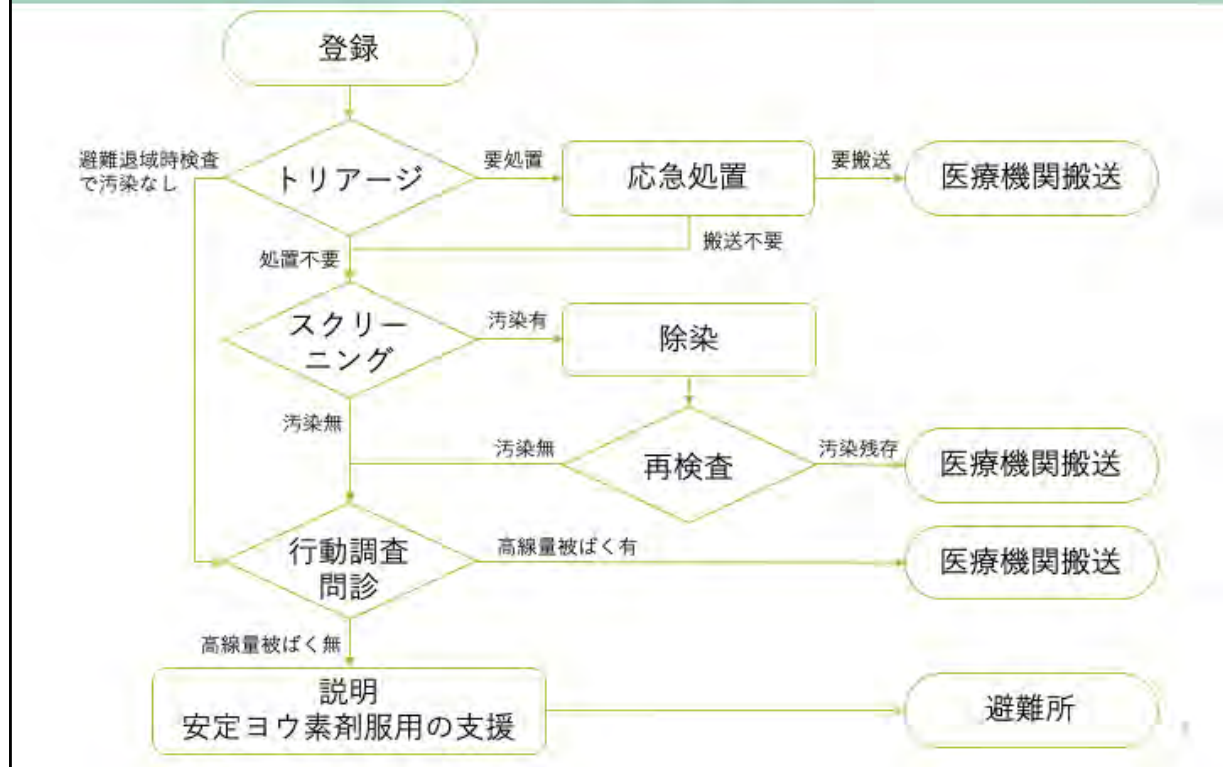 登録
避難退域時検査
で汚染なし
トリアージ
要処置
応急処置
要搬送
医療機関搬送
搬送不要
処置不要
スクリー
ニング
汚染有
除染
汚染無
汚染無
再検査
汚染残存
医療機関搬送
行動調査
問診
高線量被ばく有
医療機関搬送
高線量被ばく無
説明
安定ヨウ素剤服用の支援
避難所